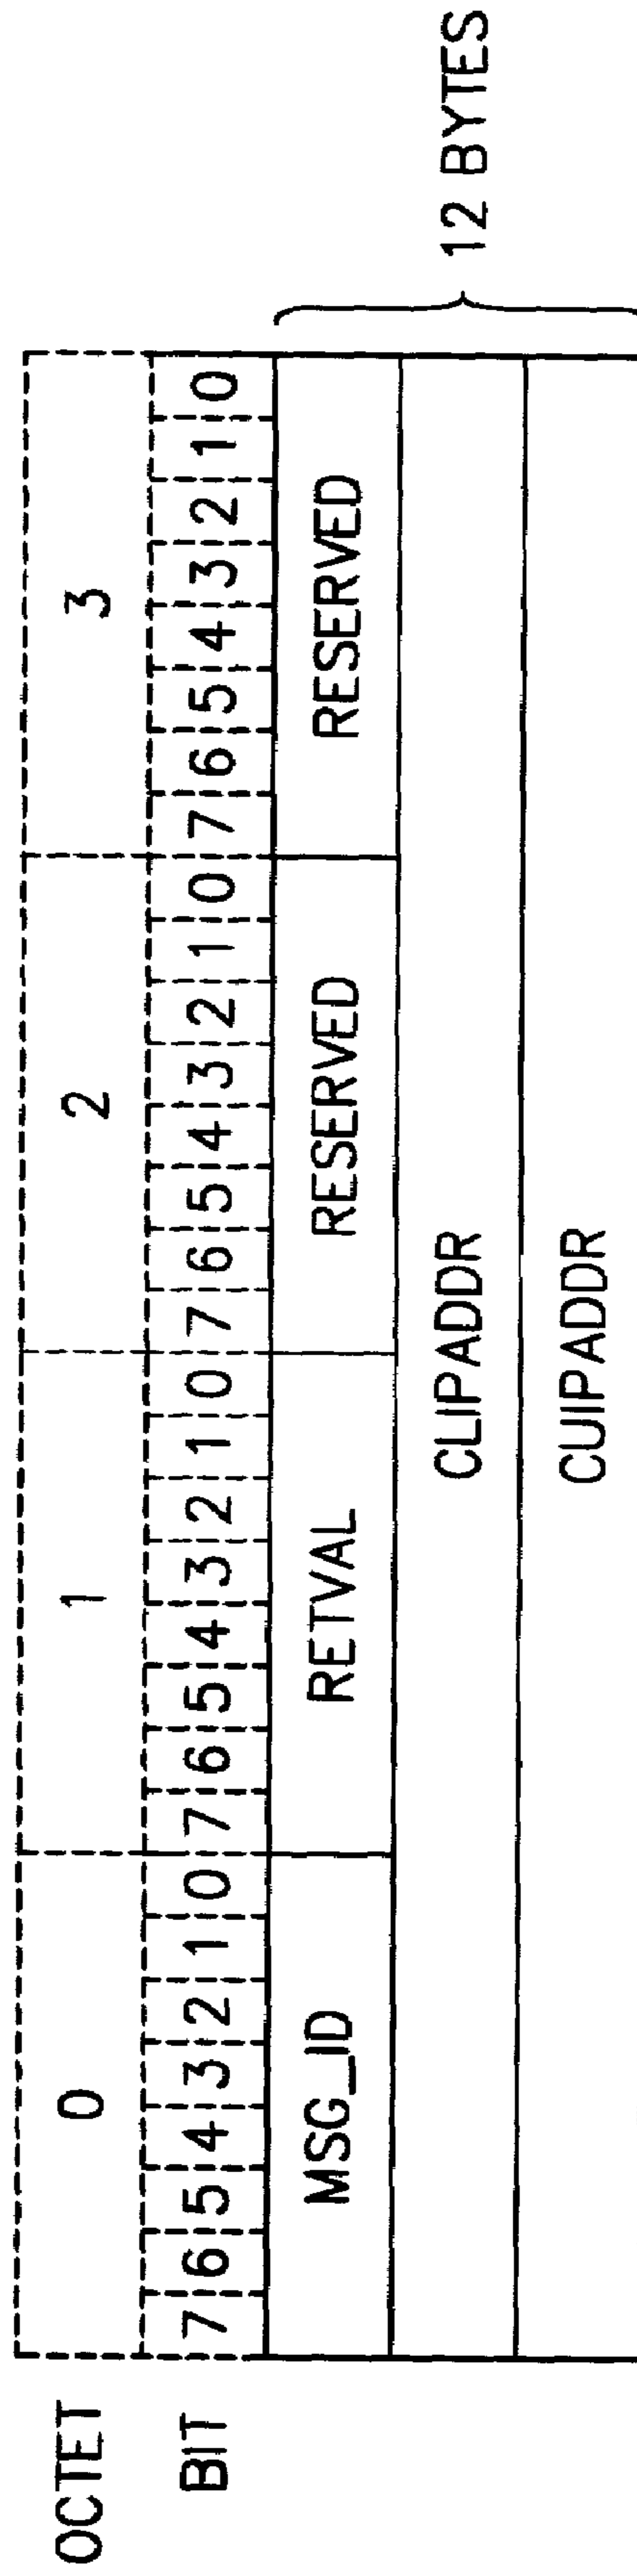 OCTET 0 1 2 3
BIT 7 6 5 4 3 2 1 0 7 6 5 4 3 2 1 0 7 6 5 4 3 2 1 0 7 6 5 4 3 2 1 0
MSG_ID RETVAL RESERVED RESERVED
CLIPADDR 12 BYTES
CUIPADDR